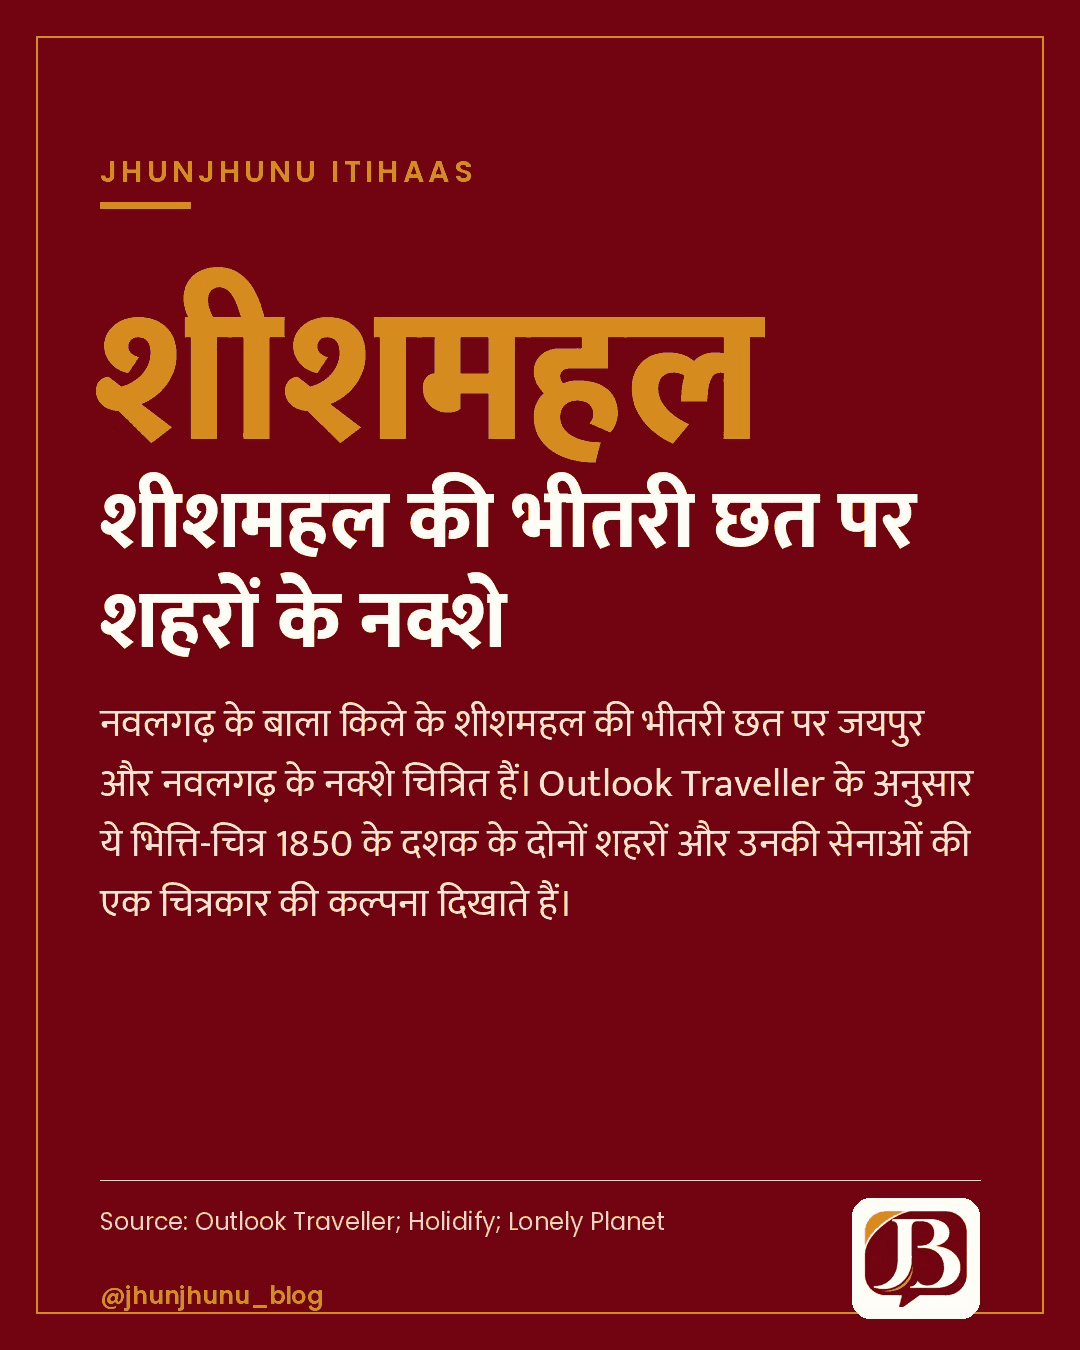 JHUNJHUNU ITIHAAS
शीशमहल
शीशमहल की भीतरी छत पर
शहरों के नक्शे
नवलगढ़ के बाला किले के शीशमहल की भीतरी छत पर जयपुर
और नवलगढ़ के नक्शे चित्रित हैं। Outlook Traveller के अनुसार
ये भित्ति-चित्र 1850 के दशक के दोनों शहरों और उनकी सेनाओं की
एक चित्रकार की कल्पना दिखाते हैं।
Source: Outlook Traveller; Holidify; Lonely Planet
@jhunjhunu_blog
JB